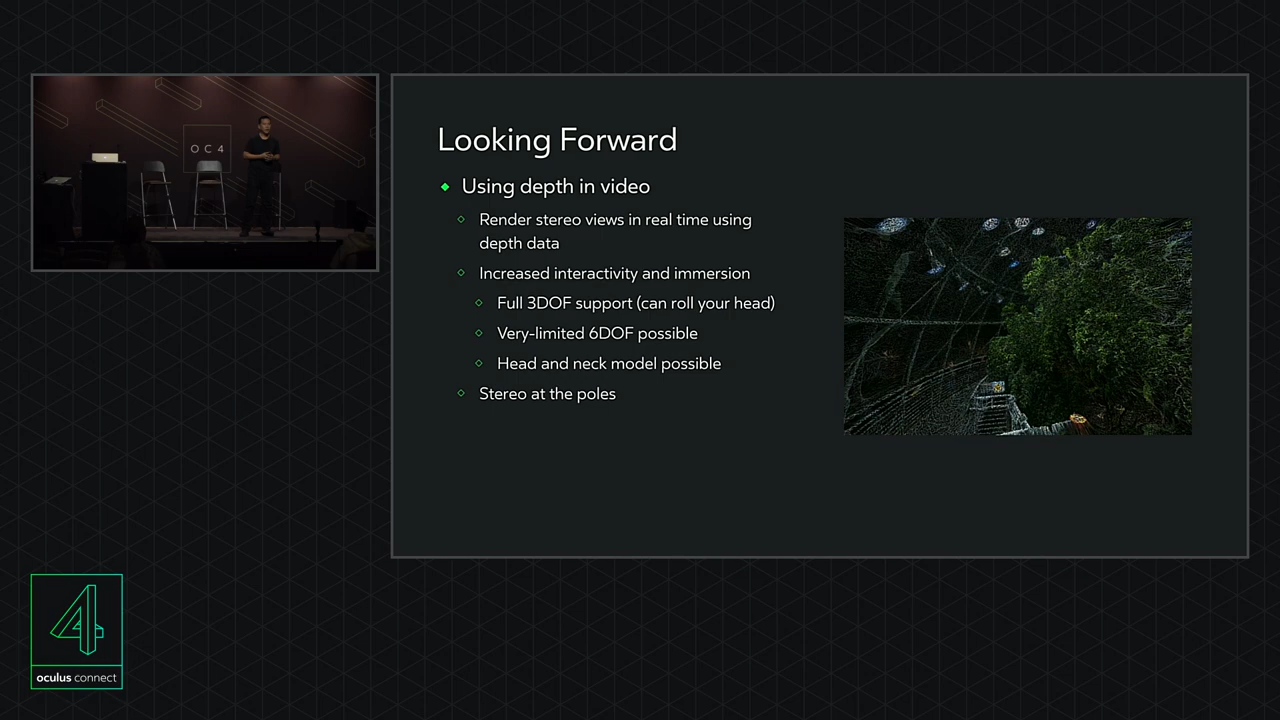 OC4
Looking Forward
Using depth in video
Render stereo views in real time using
depth data
Increased interactivity and immersion
Full 3DOF support (can roll your head)
Very-limited 6DOF possible
Head and neck model possible
Stereo at the poles
4
oculus connect